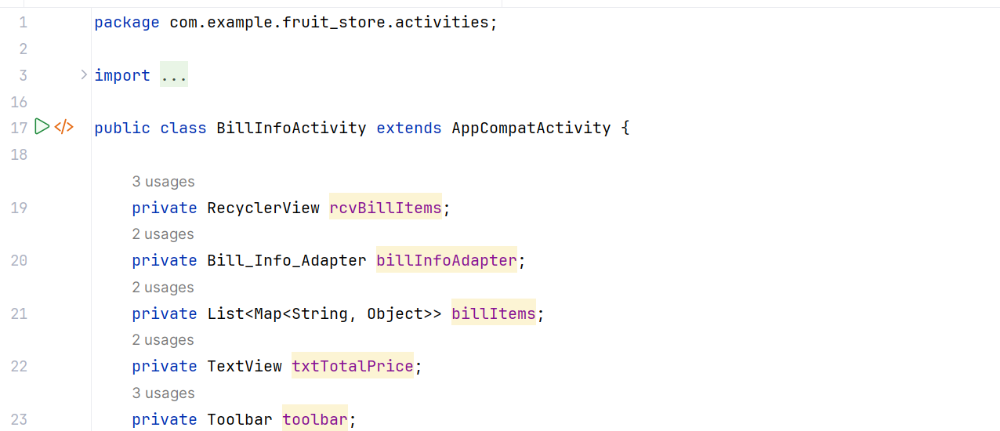 1 package com.example.fruit_store.activities;
2
3 import ...
16
17 public class BillInfoActivity extends AppCompatActivity {
18
3 usages
19 private RecyclerView rcvBillItems;
2 usages
20 private Bill_Info_Adapter billInfoAdapter;
2 usages
21 private List<Map<String, Object>> billItems;
2 usages
22 private TextView txtTotalPrice;
3 usages
23 private Toolbar toolbar;